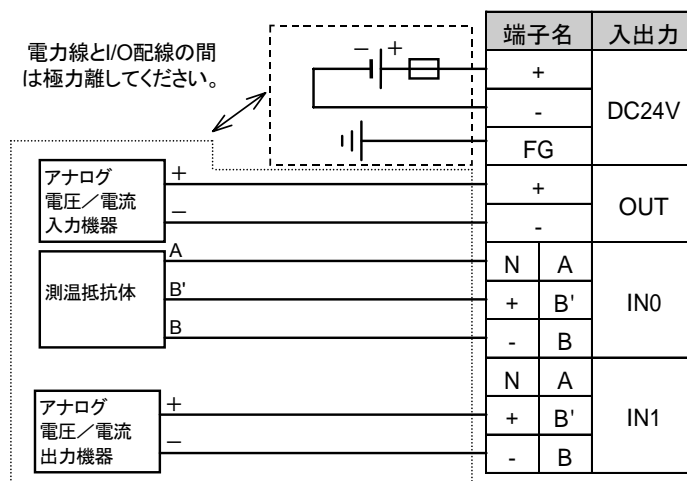 電力線とI/O配線の間
は極力離してください。
－ ＋
端子名 入出力
+
-
FG
DC24V
アナログ
電圧／電流
入力機器
＋
－
+
-
OUT
測温抵抗体
A
B'
B
N A
+ B'
- B
IN0
アナログ
電圧／電流
出力機器
＋
－
N A
+ B'
- B
IN1